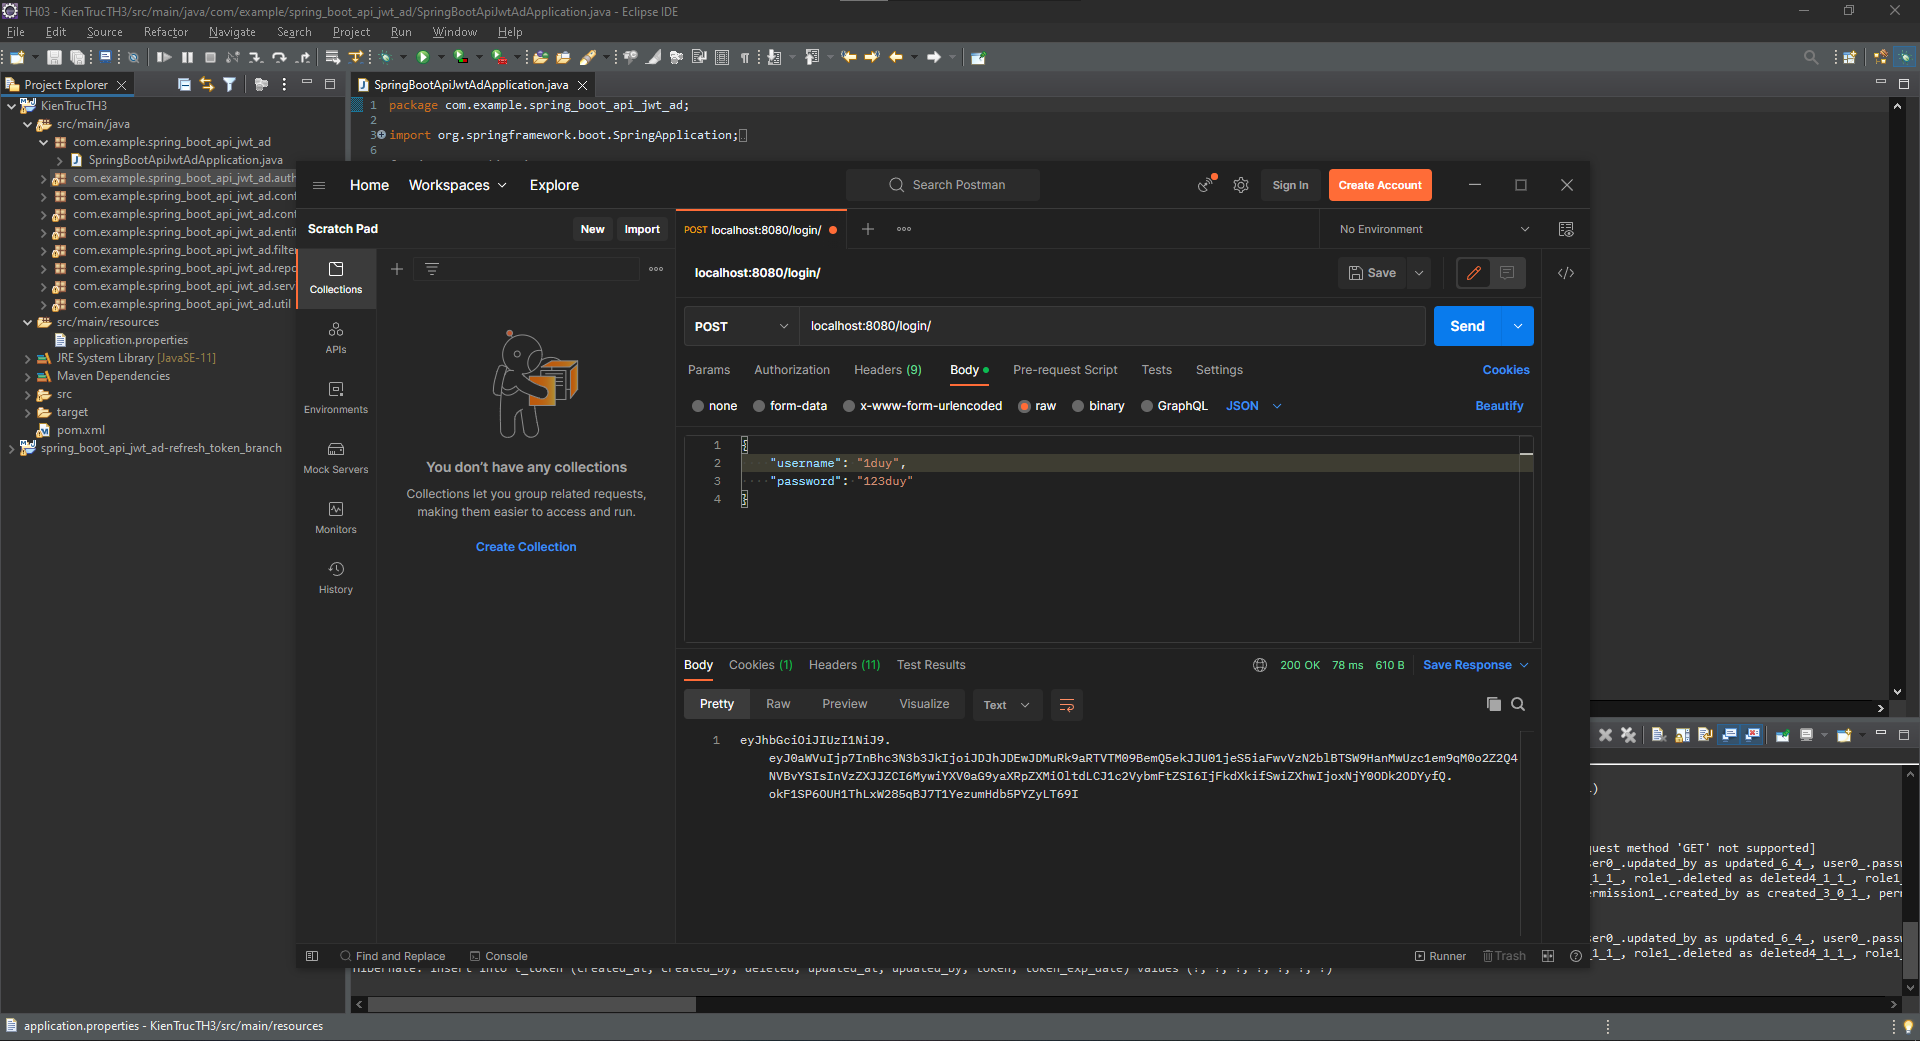 TH03 - KienTrucTH3/src/main/java/com/example/spring_boot_api_jwt_ad/SpringBootApiJwtAdApplication.java - Eclipse IDE
File Edit Source Refactor Navigate Search Project Run Window Help
Project Explorer
SpringBootApiJwtAdApplication.java
KienTrucTH3
src/main/java
com.example.spring_boot_api_jwt_ad
SpringBootApiJwtAdApplication.java
com.example.spring_boot_api_jwt_ad.auth
com.example.spring_boot_api_jwt_ad.conf
com.example.spring_boot_api_jwt_ad.cont
com.example.spring_boot_api_jwt_ad.entit
com.example.spring_boot_api_jwt_ad.filter
com.example.spring_boot_api_jwt_ad.repo
com.example.spring_boot_api_jwt_ad.serv
com.example.spring_boot_api_jwt_ad.util
src/main/resources
application.properties
JRE System Library [JavaSE-11]
Maven Dependencies
src
target
pom.xml
spring_boot_api_jwt_ad-refresh_token_branch
1 package com.example.spring_boot_api_jwt_ad;
2
3 import org.springframework.boot.SpringApplication;
6
Home Workspaces Explore
Search Postman
Sign In Create Account
Scratch Pad New Import
POST localhost:8080/login/
No Environment
Collections
APIs
Environments
Mock Servers
Monitors
History
You don't have any collections
Collections let you group related requests,
making them easier to access and run.
Create Collection
localhost:8080/login/
Save
POST localhost:8080/login/ Send
Params Authorization Headers (9) Body Pre-request Script Tests Settings Cookies
none form-data x-www-form-urlencoded raw binary GraphQL JSON Beautify
1 {
2 "username": "1duy",
3 "password": "123duy"
4 }
Body Cookies (1) Headers (11) Test Results 200 OK 78 ms 610 B Save Response
Pretty Raw Preview Visualize Text
1 eyJhbGciOiJIUzI1NiJ9.
eyJ0aWVuIjp7InBhc3N3b3JkIjoiJDJhJDEwJDMuRk9aRTVTM09BemQ5ekJJU01jeS5iaFwvVzN2blBTSW9HanMwUzc1em9qM0o2Z2Q4
NVBvYSIsInVzZXJJZCI6MywiYXV0aG9yaXRpZXMiOltdLCJ1c2VybmFtZSI6IjFkdXkifSwiZXhwIjoxNjY0ODk2ODYyfQ.
okF1SP6OUH1ThLxW285qBJ7T1YezumHdb5PYZyLT69I
Find and Replace Console Runner Trash
)
quest method 'GET' not supported]
ser0_.updated_by as updated_6_4_, user0_.passw
_1_1_, role1_.deleted as deleted4_1_1_, role1_
ermission1_.created_by as created_3_0_1_, per
ser0_.updated_by as updated_6_4_, user0_.passw
_1_1_, role1_.deleted as deleted4_1_1_, role1_
Hibernate: insert into t_token (created_at, created_by, deleted, updated_at, updated_by, token, token_exp_date) values (?, ?, ?, ?, ?, ?, ?)
application.properties - KienTrucTH3/src/main/resources